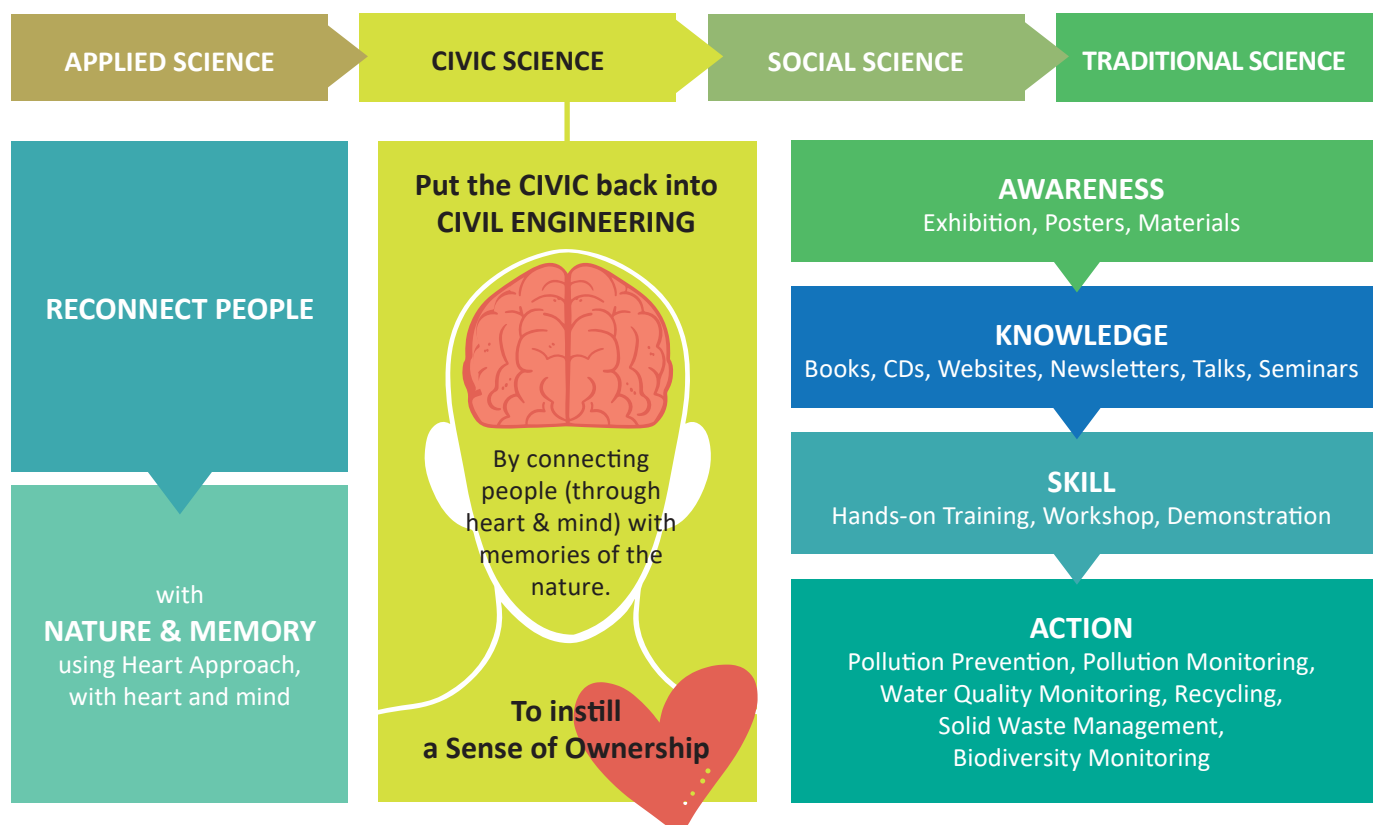 APPLIED SCIENCE
CIVIC SCIENCE
SOCIAL SCIENCE
TRADITIONAL SCIENCE
RECONNECT PEOPLE
with
NATURE & MEMORY
using Heart Approach,
with heart and mind
Put the CIVIC back into
CIVIL ENGINEERING
By connecting
people (through
heart & mind) with
memories of the
nature.
To instill
a Sense of Ownership
AWARENESS
Exhibition, Posters, Materials
KNOWLEDGE
Books, CDs, Websites, Newsletters, Talks, Seminars
SKILL
Hands-on Training, Workshop, Demonstration
ACTION
Pollution Prevention, Pollution Monitoring,
Water Quality Monitoring, Recycling,
Solid Waste Management,
Biodiversity Monitoring